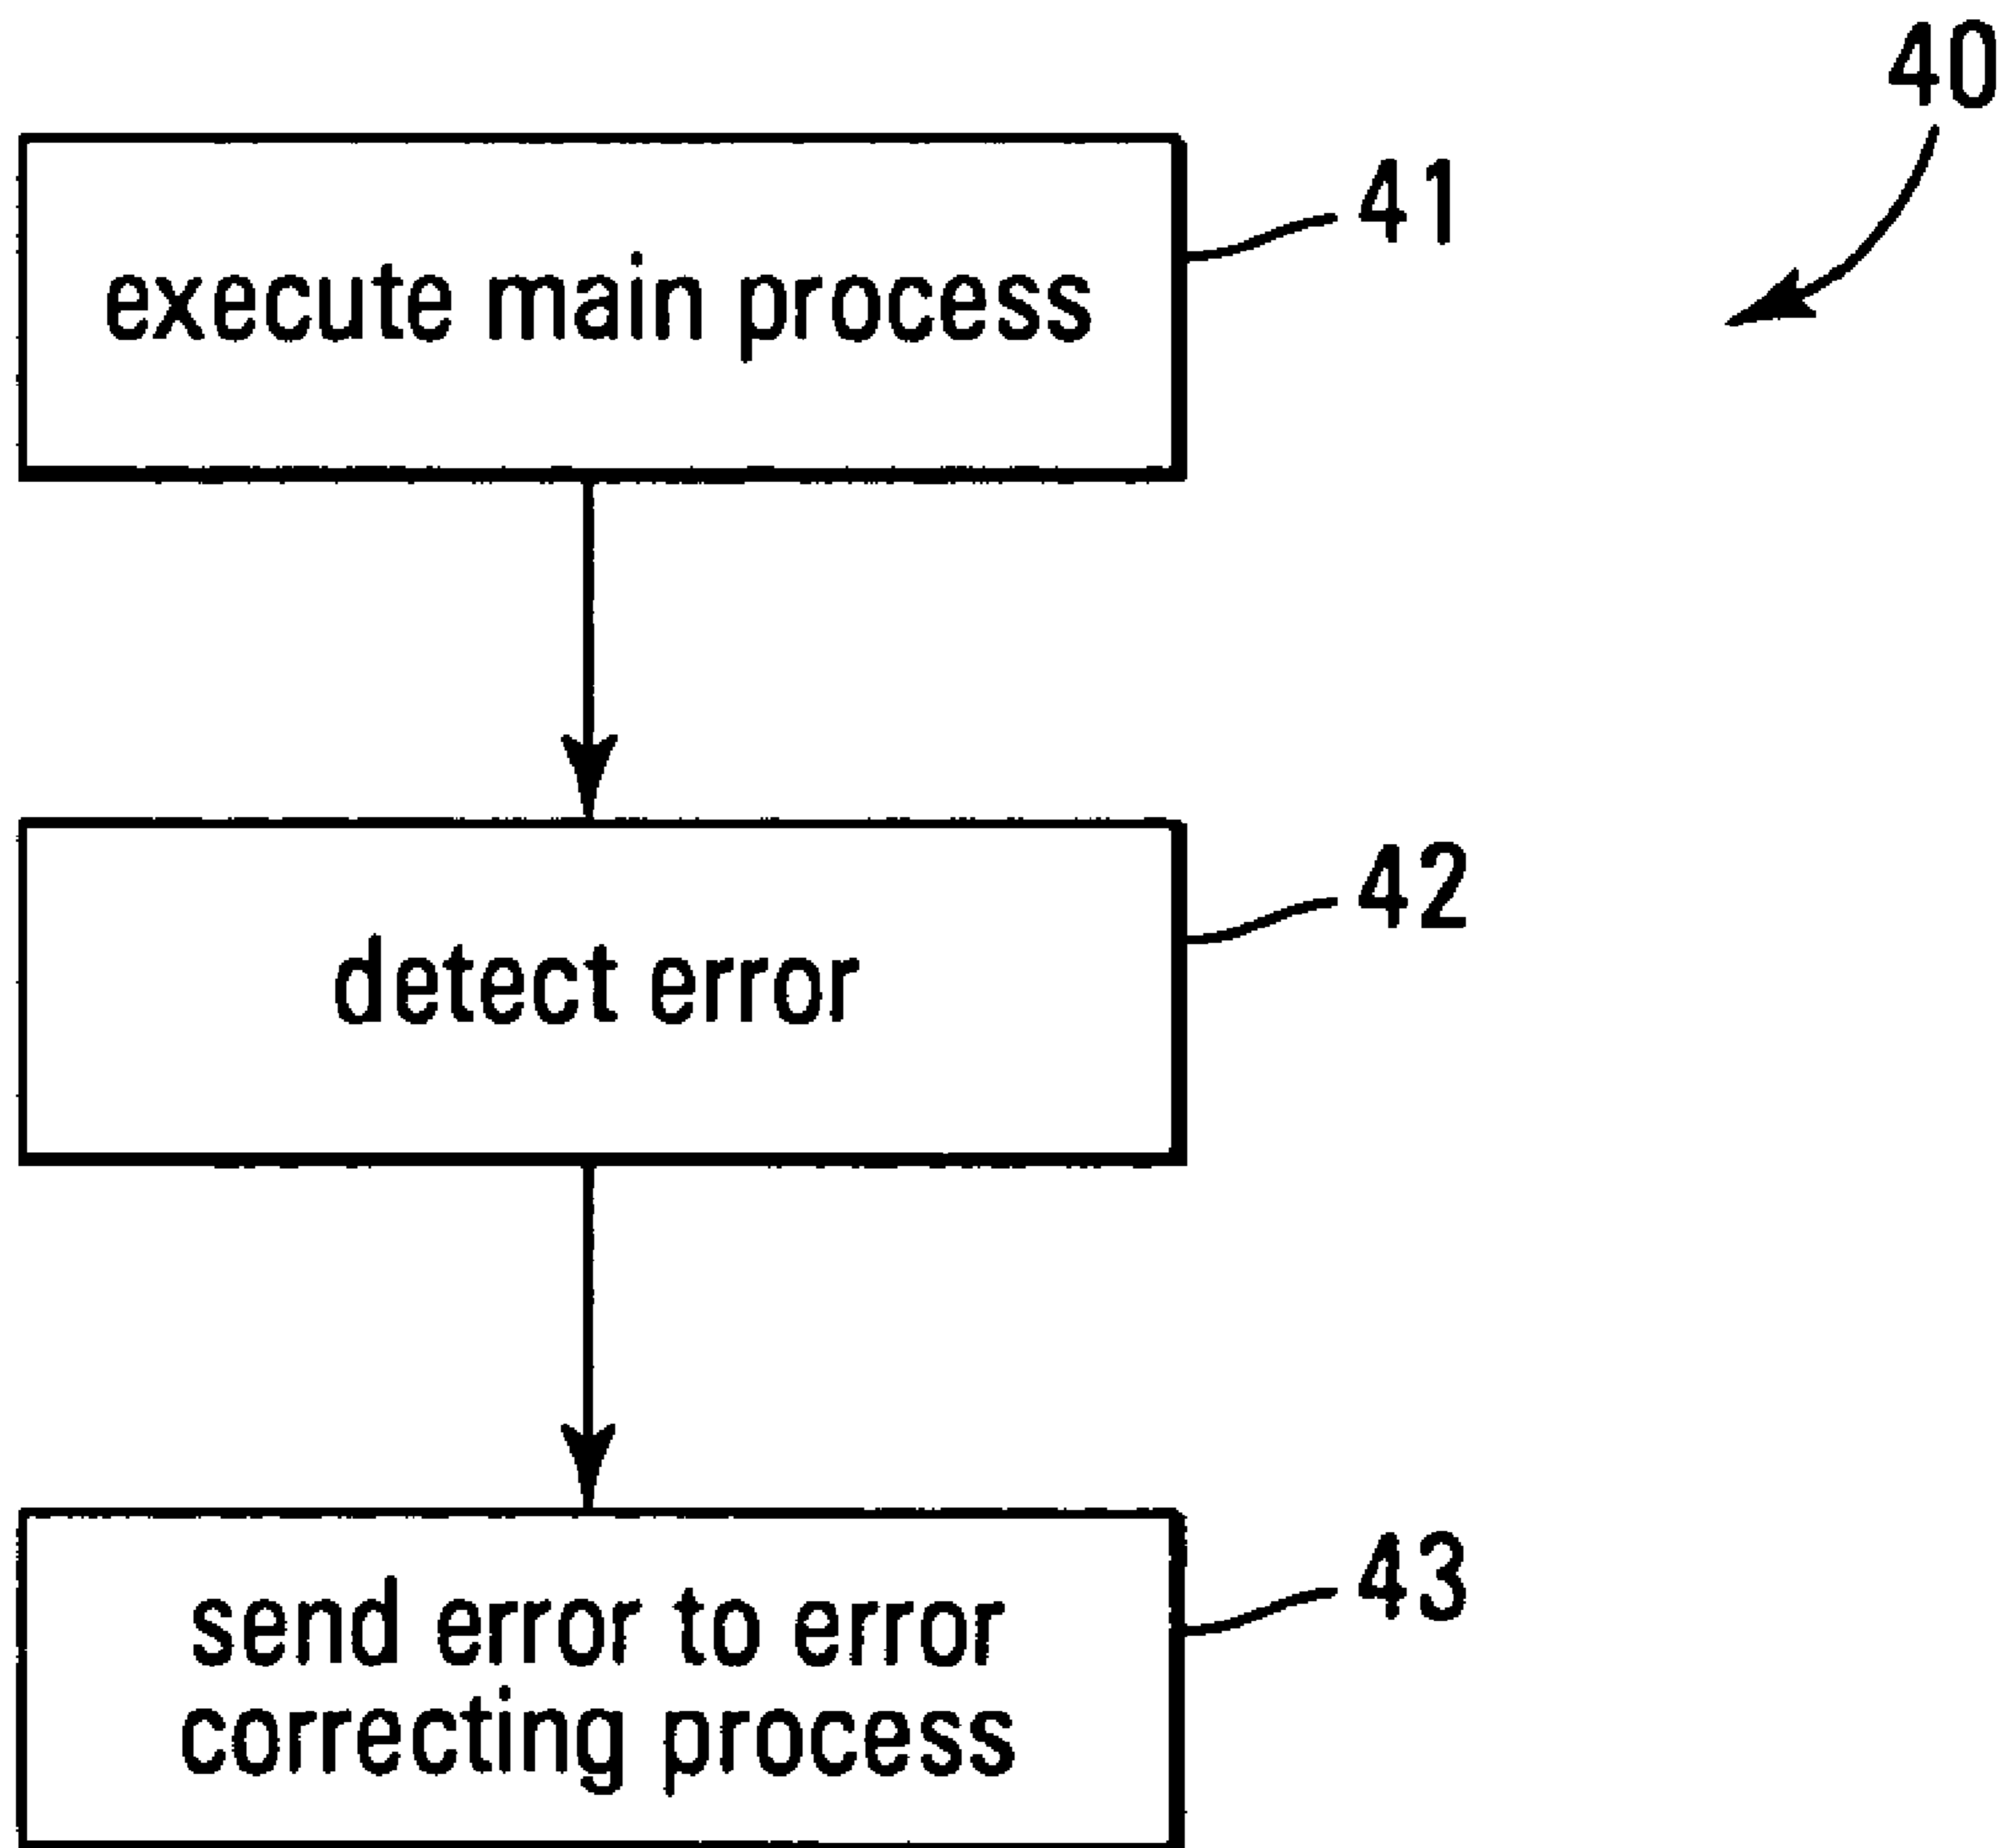 40
41
execute main process
42
detect error
43
send error to error
correcting process